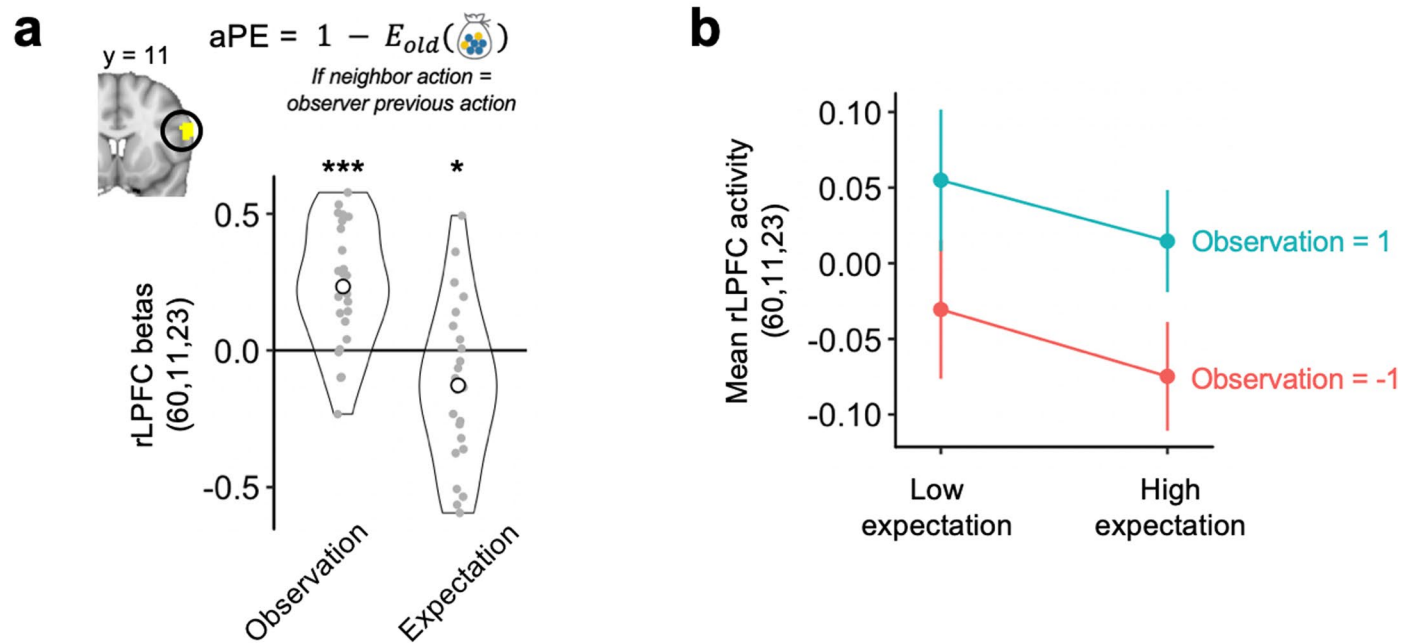 a
y = 11
aPE = 1 − E_old( )
If neighbor action =
observer previous action
***
*
0.5
0.0
-0.5
rLPFC betas
(60,11,23)
Observation
Expectation
b
0.10
0.05
0.00
-0.05
-0.10
Mean rLPFC activity
(60,11,23)
Observation = 1
Observation = -1
Low
expectation
High
expectation